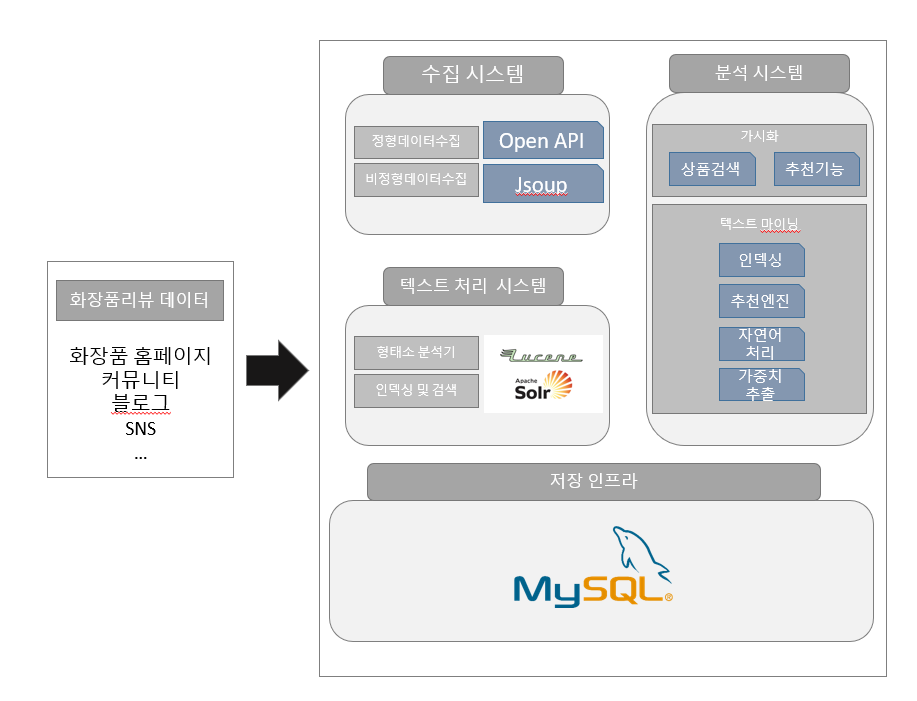 화장품리뷰 데이터
화장품 홈페이지
커뮤니티
블로그
SNS
...
수집 시스템
정형데이터수집
Open API
비정형데이터수집
Jsoup
텍스트 처리 시스템
형태소 분석기
인덱싱 및 검색
Lucene
Apache
Solr
분석 시스템
가시화
상품검색
추천기능
텍스트 마이닝
인덱싱
추천엔진
자연어
처리
가중치
추출
저장 인프라
MySQL®